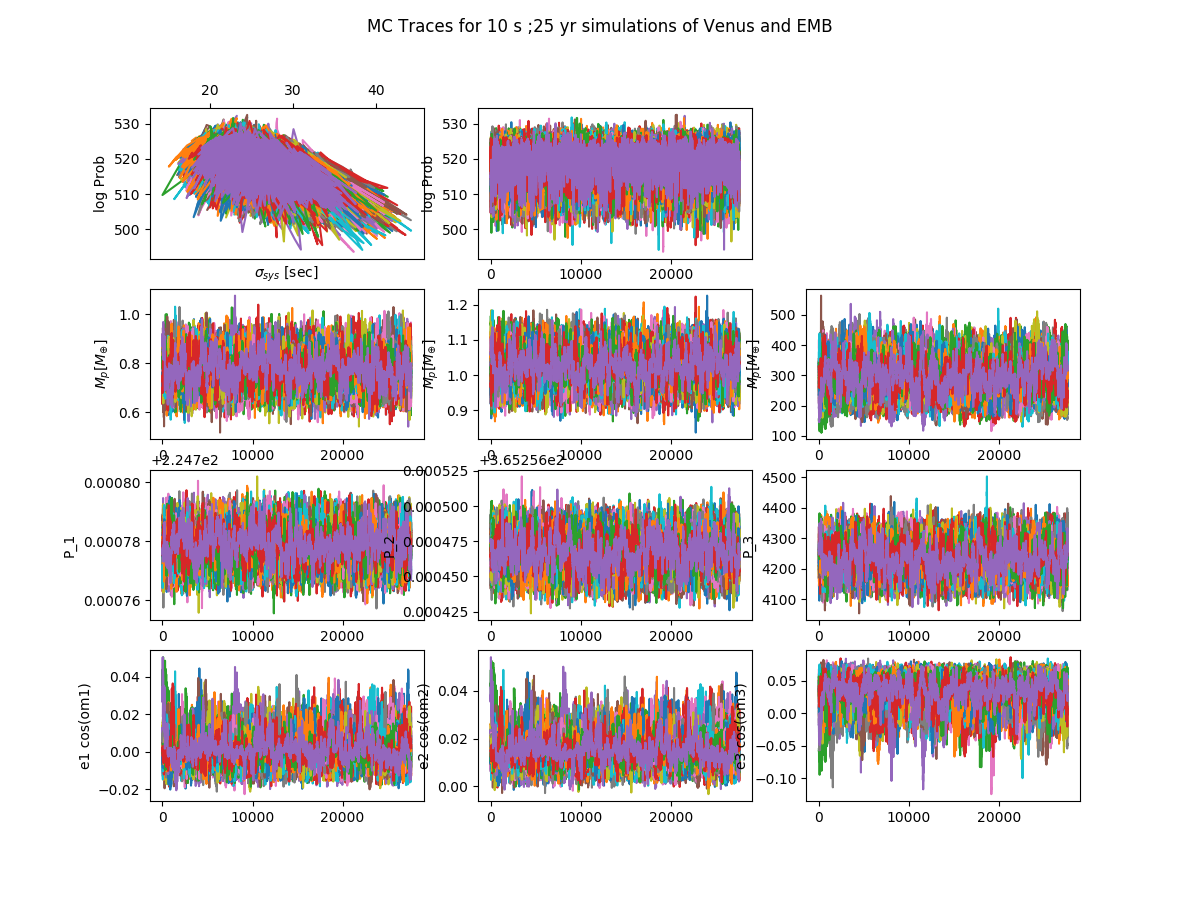 MC Traces for 10 s ;25 yr simulations of Venus and EMB
20 30 40
530
520
510
500
log Prob
σ_sys [sec]
530
520
510
500
log Prob
0 10000 20000
1.0
0.8
0.6
M_p[M_⊕]
0 10000 20000
1.2
1.1
1.0
0.9
M_p[M_⊕]
0 10000 20000
500
400
300
200
100
M_p[M_⊕]
0 10000 20000
+2.247e2
0.00080
0.00078
0.00076
P_1
0 10000 20000
+3.65256e2
0.000525
0.000500
0.000475
0.000450
0.000425
P_2
0 10000 20000
4500
4400
4300
4200
4100
P_3
0 10000 20000
0.04
0.02
0.00
−0.02
e1 cos(om1)
0 10000 20000
0.04
0.02
0.00
e2 cos(om2)
0 10000 20000
0.05
0.00
−0.05
−0.10
e3 cos(om3)
0 10000 20000